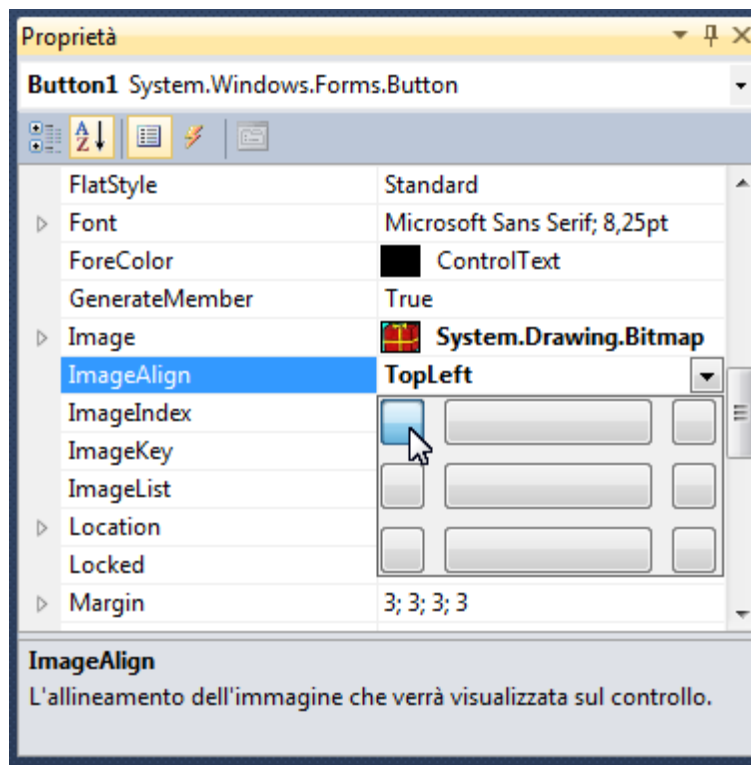 Proprietà
Button1 System.Windows.Forms.Button
FlatStyle Standard
Font Microsoft Sans Serif; 8,25pt
ForeColor ControlText
GenerateMember True
Image System.Drawing.Bitmap
ImageAlign TopLeft
ImageIndex
ImageKey
ImageList
Location
Locked
Margin 3; 3; 3; 3
ImageAlign
L'allineamento dell'immagine che verrà visualizzata sul controllo.